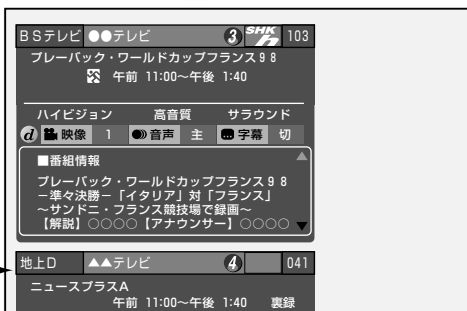 BSテレビ ●●テレビ ③ SHK h 103
プレーバック・ワールドカップフランス98
午前 11:00～午後 1:40
ハイビジョン 高音質 サラウンド
d 映像 1 音声 主 字幕 切
■番組情報
プレーバック・ワールドカップフランス98
－準々決勝－「イタリア」対「フランス」
～サンドニ・フランス競技場で録画～
【解説】○○○○【アナウンサー】○○○○
地上D ▲▲テレビ ④ 041
ニュースプラスA
午前 11:00～午後 1:40 裏録